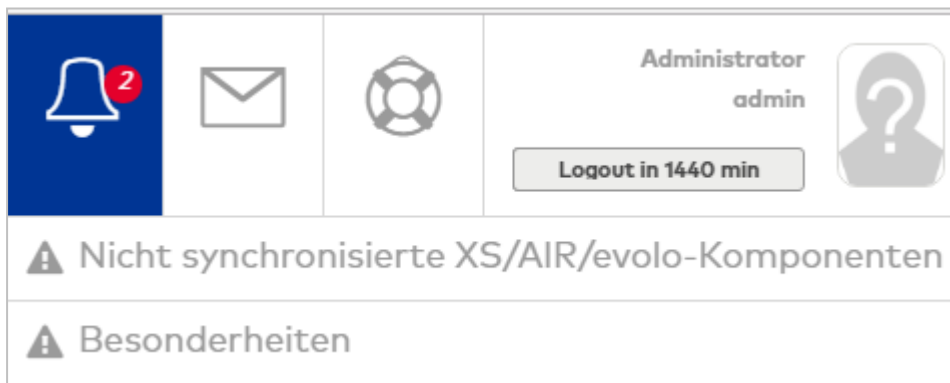 2
Administrator
admin
Logout in 1440 min
Nicht synchronisierte XS/AIR/evolo-Komponenten
Besonderheiten